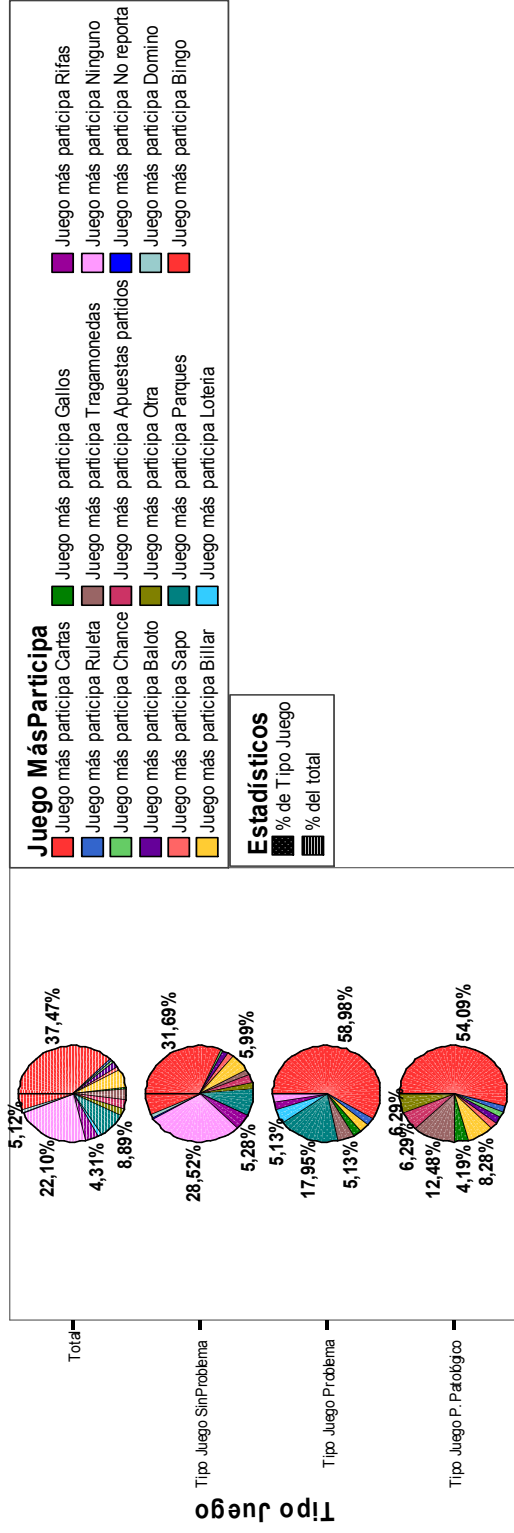 Juego MásParticipa
Juego más participa Cartas
Juego más participa Ruleta
Juego más participa Chance
Juego más participa Baloto
Juego más participa Sapo
Juego más participa Billar
Juego más participa Gallos
Juego más participa Tragamonedas
Juego más participa Apuestas partidos
Juego más participa Otra
Juego más participa Parques
Juego más participa Loteria
Juego más participa Rifas
Juego más participa Ninguno
Juego más participa No reporta
Juego más participa Domino
Juego más participa Bingo
Estadísticos
% de Tipo Juego
% del total
Tipo Juego
Total
5,12%
37,47%
22,10%
4,31%
8,89%
Tipo Juego SinProblema
31,69%
28,52%
5,28%
5,99%
Tipo Juego Problema
58,98%
5,13%
17,95%
5,13%
Tipo Juego P. Patológico
54,09%
6,29%
6,29%
12,48%
4,19%
8,28%